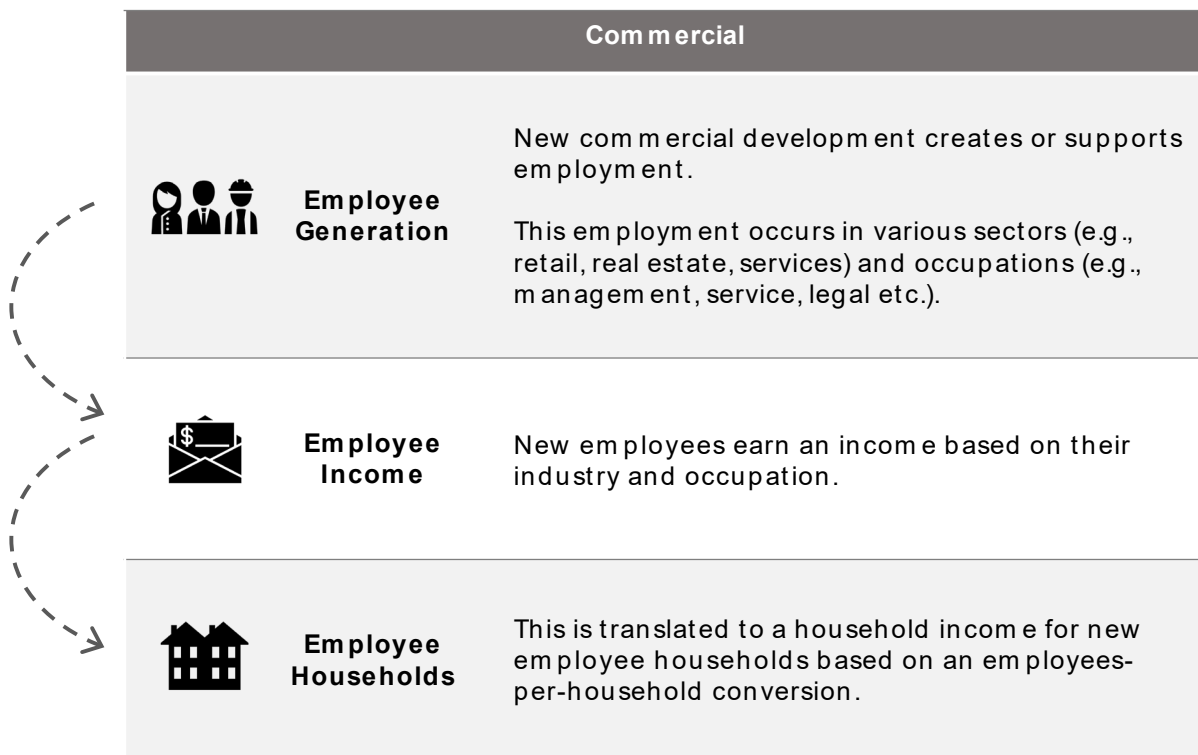 Commercial
Employee
Generation
New commercial development creates or supports
employment.
This employment occurs in various sectors (e.g.,
retail, real estate, services) and occupations (e.g.,
management, service, legal etc.).
$
Employee
Income
New employees earn an income based on their
industry and occupation.
Employee
Households
This is translated to a household income for new
employee households based on an employees-
per-household conversion.